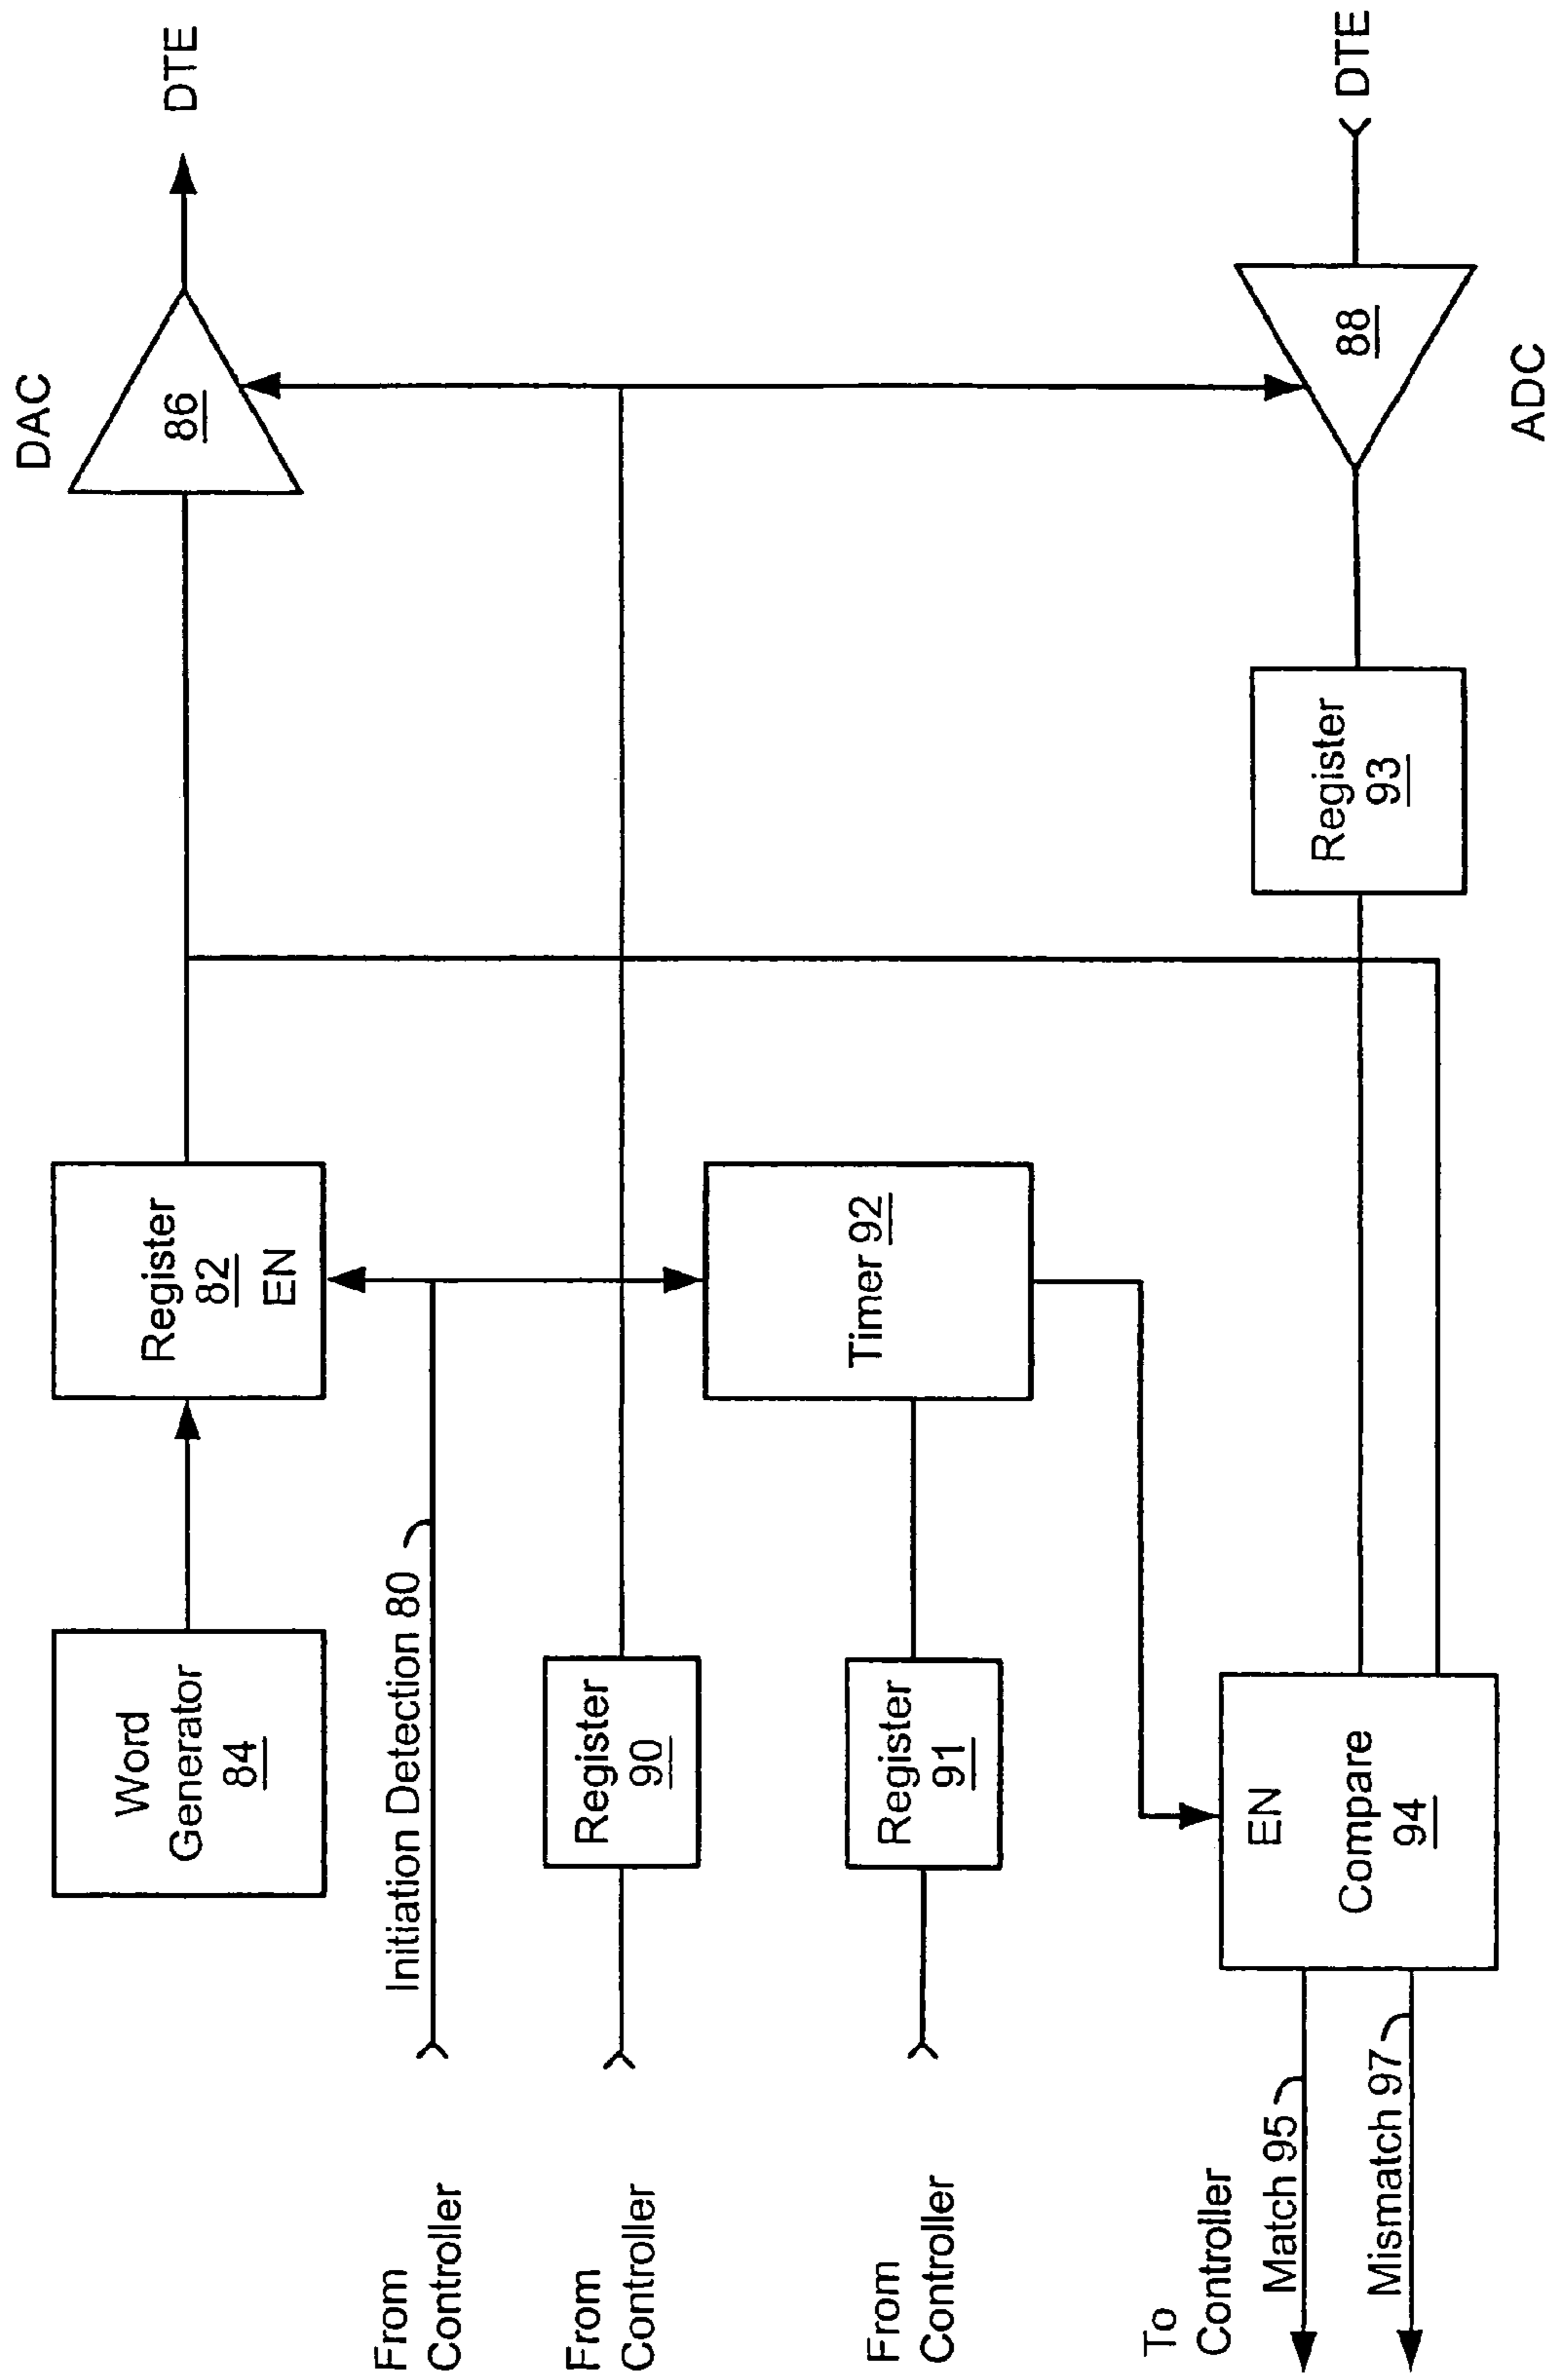 DAC
86
DTE
Word
Generator
84
Register
82
EN
From
Controller
Initiation Detection 80
From
Controller
Register
90
Timer 92
From
Controller
Register
91
Register
93
88
ADC
DTE
To
Controller
Match 95
Mismatch 97
EN
Compare
94